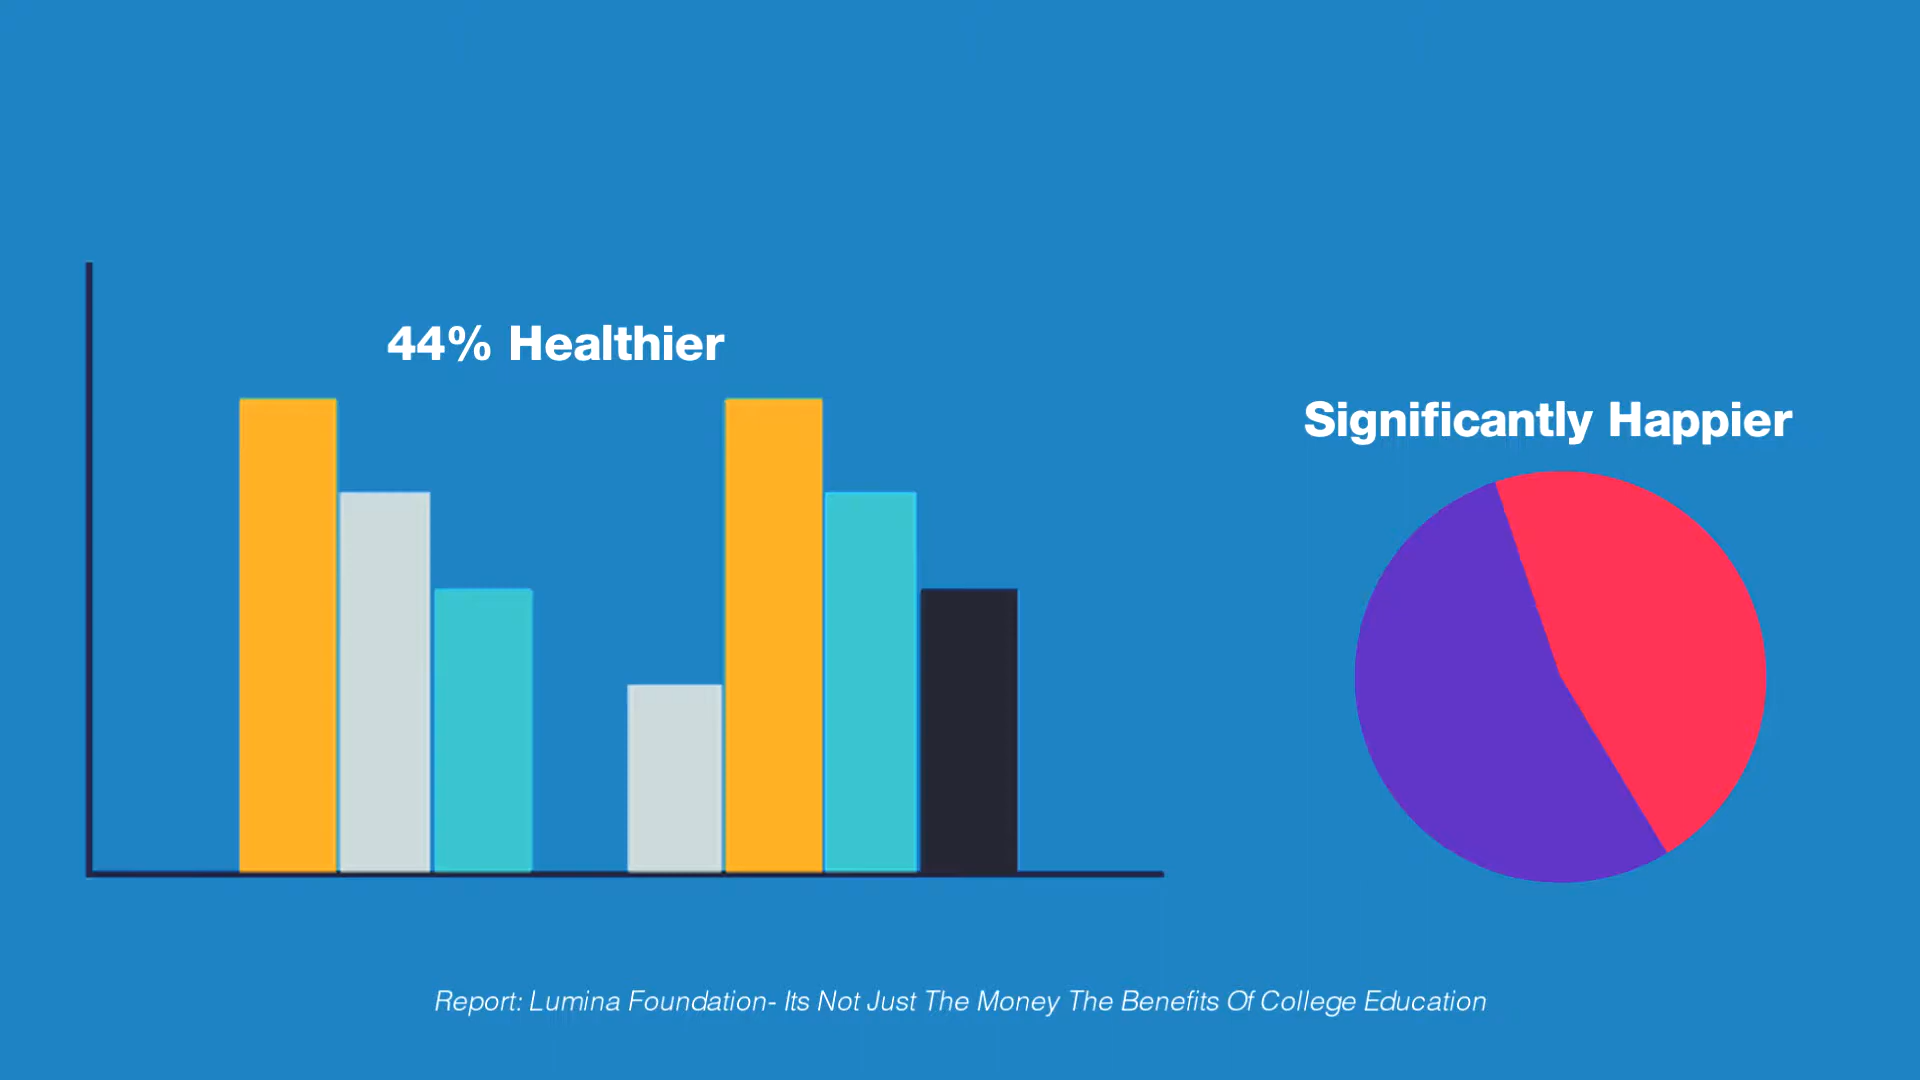 44% Healthier
Significantly Happier
Report: Lumina Foundation- Its Not Just The Money The Benefits Of College Education